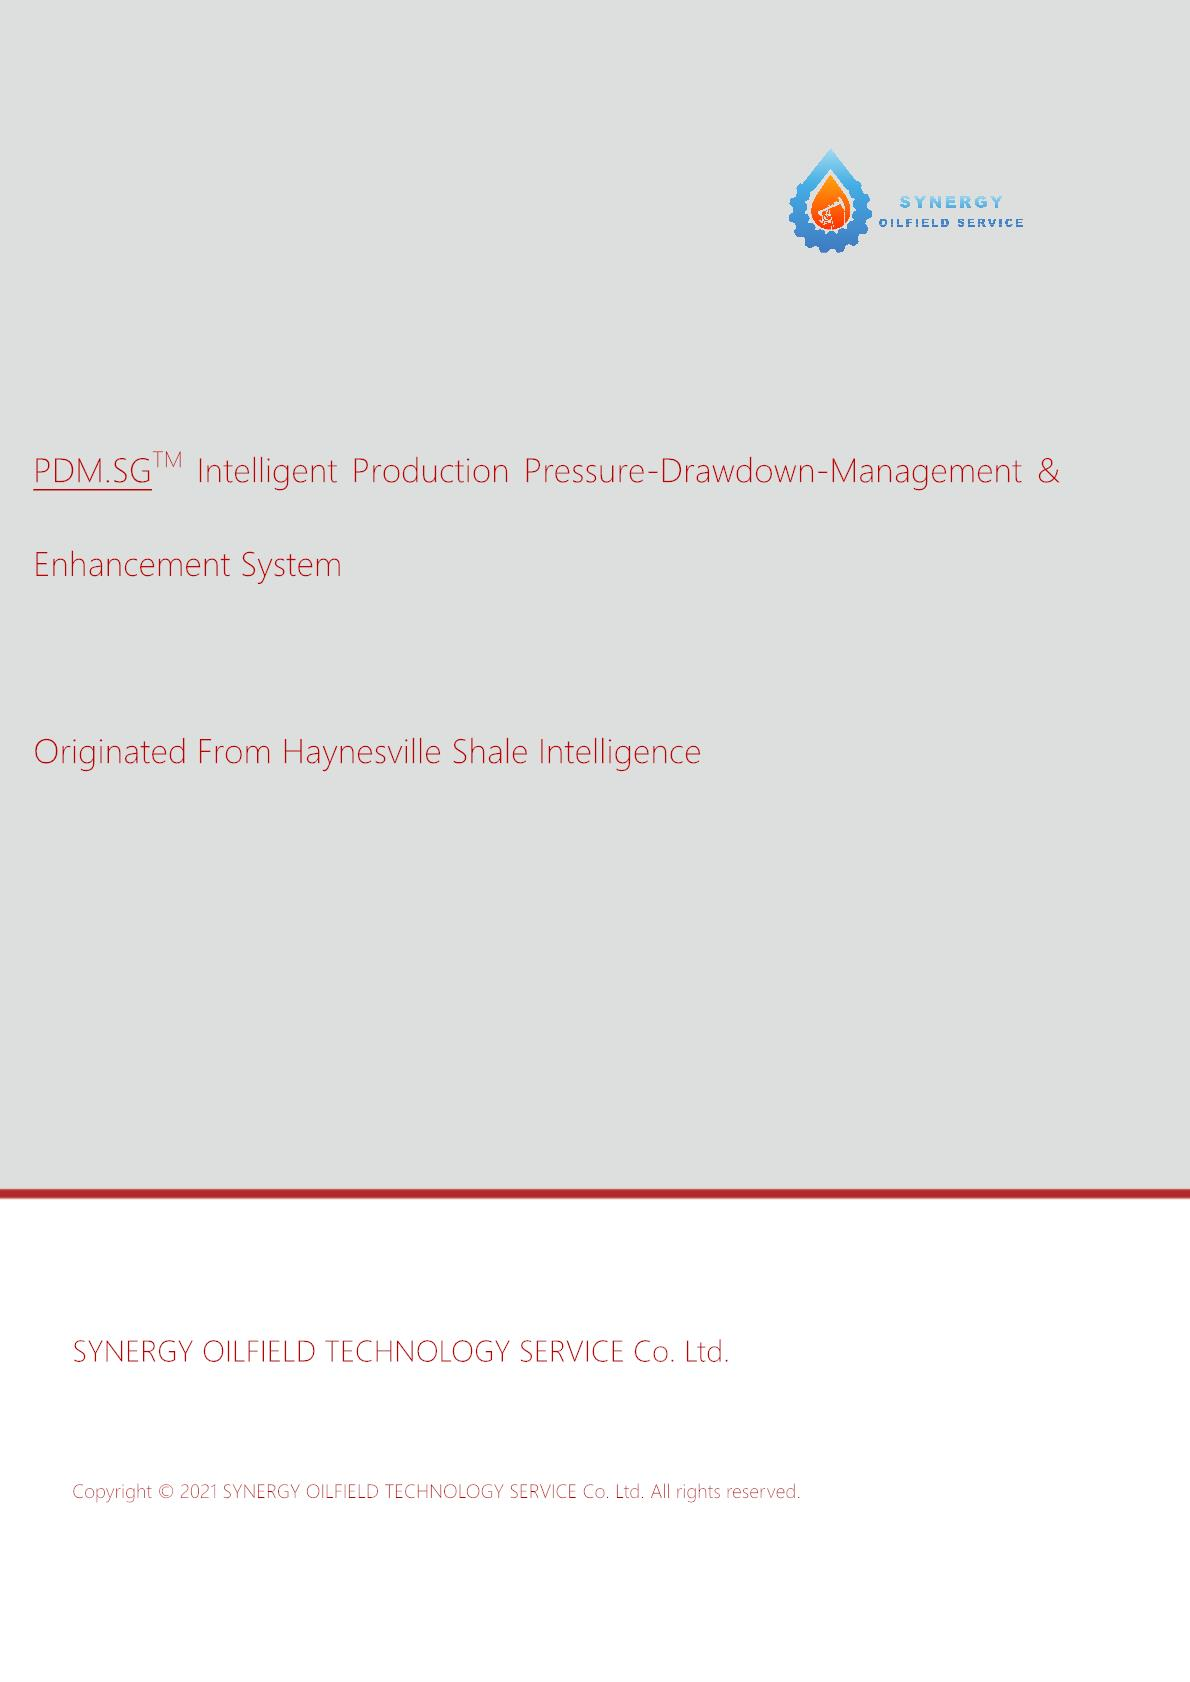 SYNERGY
OILFIELD SERVICE
PDM.SG™ Intelligent Production Pressure-Drawdown-Management &
Enhancement System
Originated From Haynesville Shale Intelligence
SYNERGY OILFIELD TECHNOLOGY SERVICE Co. Ltd.
Copyright © 2021 SYNERGY OILFIELD TECHNOLOGY SERVICE Co. Ltd. All rights reserved.